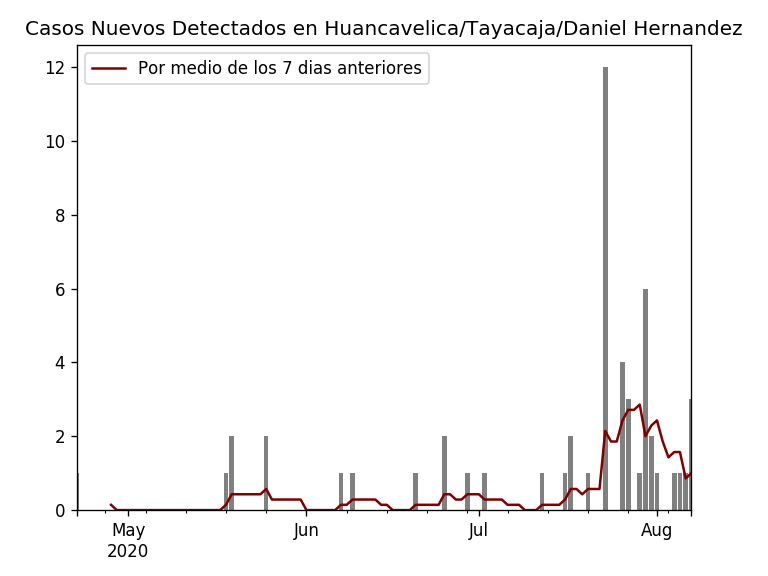 Casos Nuevos Detectados en Huancavelica/Tayacaja/Daniel Hernandez
Por medio de los 7 dias anteriores
12
10
8
6
4
2
0
May Jun Jul Aug
2020